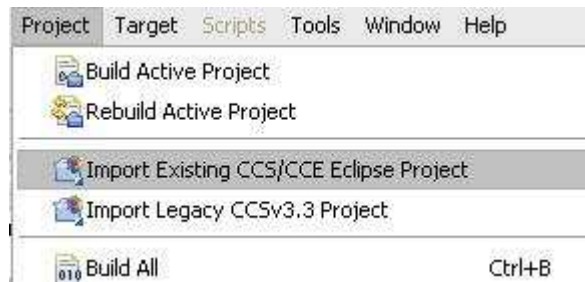 Project Target Scripts Tools Window Help
Build Active Project
Rebuild Active Project
Import Existing CCS/CCE Eclipse Project
Import Legacy CCSv3.3 Project
Build All Ctrl+B